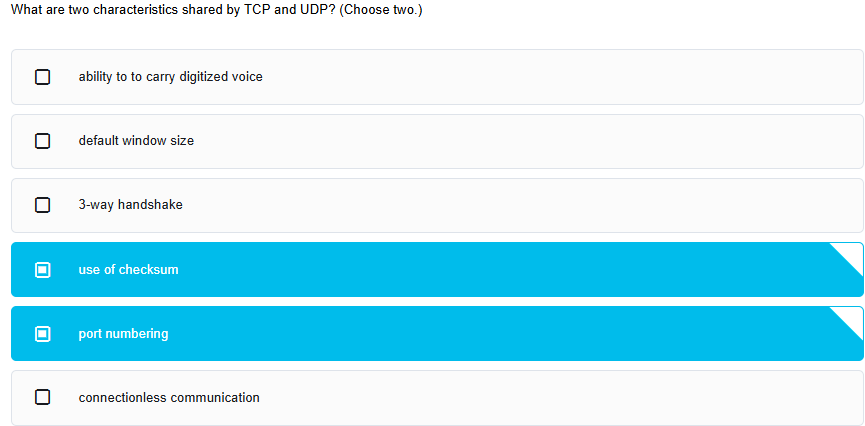 What are two characteristics shared by TCP and UDP? (Choose two.)
ability to to carry digitized voice
default window size
3-way handshake
use of checksum
port numbering
connectionless communication